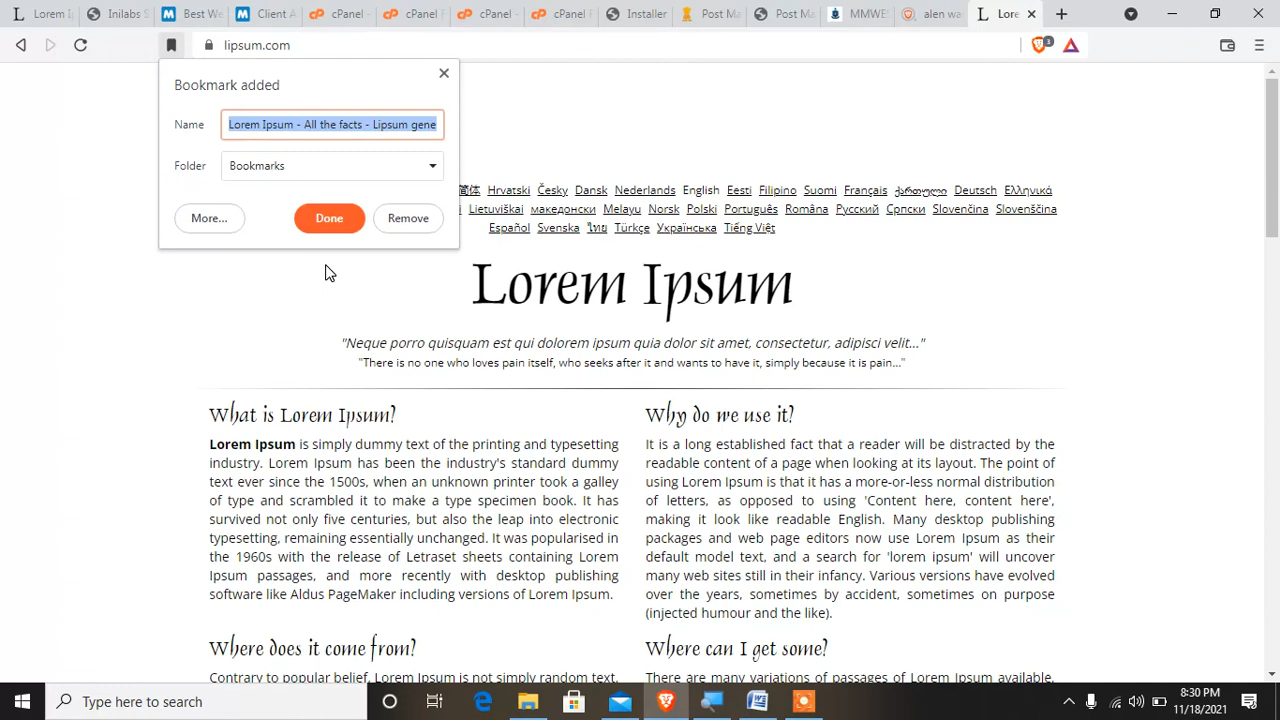 Lorem Ip
Inilabs S
Best We
Client A
cPanel -
cPanel F
cPanel -
cPanel F
Installer
Post Ma
Post Ma
MMWE
alen wa
Lore
lipsum.com
3
Bookmark added
Name Lorem Ipsum - All the facts - Lipsum gene
Folder Bookmarks
More... Done Remove
简体 Hrvatski Česky Dansk Nederlands English Eesti Filipino Suomi Français ქართული Deutsch Ελληνικά
Lietuviškai македонски Melayu Norsk Polski Português Româna Русский Српски Slovenčina Slovenščina
Español Svenska ไทย Türkçe Українська Tiếng Việt
Lorem Ipsum
"Neque porro quisquam est qui dolorem ipsum quia dolor sit amet, consectetur, adipisci velit..."
"There is no one who loves pain itself, who seeks after it and wants to have it, simply because it is pain..."
What is Lorem Ipsum?
Lorem Ipsum is simply dummy text of the printing and typesetting
industry. Lorem Ipsum has been the industry's standard dummy
text ever since the 1500s, when an unknown printer took a galley
of type and scrambled it to make a type specimen book. It has
survived not only five centuries, but also the leap into electronic
typesetting, remaining essentially unchanged. It was popularised in
the 1960s with the release of Letraset sheets containing Lorem
Ipsum passages, and more recently with desktop publishing
software like Aldus PageMaker including versions of Lorem Ipsum.
Why do we use it?
It is a long established fact that a reader will be distracted by the
readable content of a page when looking at its layout. The point of
using Lorem Ipsum is that it has a more-or-less normal distribution
of letters, as opposed to using 'Content here, content here',
making it look like readable English. Many desktop publishing
packages and web page editors now use Lorem Ipsum as their
default model text, and a search for 'lorem ipsum' will uncover
many web sites still in their infancy. Various versions have evolved
over the years, sometimes by accident, sometimes on purpose
(injected humour and the like).
Where does it come from?
Contrary to popular belief, Lorem Ipsum is not simply random text.
Where can I get some?
There are many variations of passages of Lorem Ipsum available,
Type here to search
8:30 PM
11/18/2021